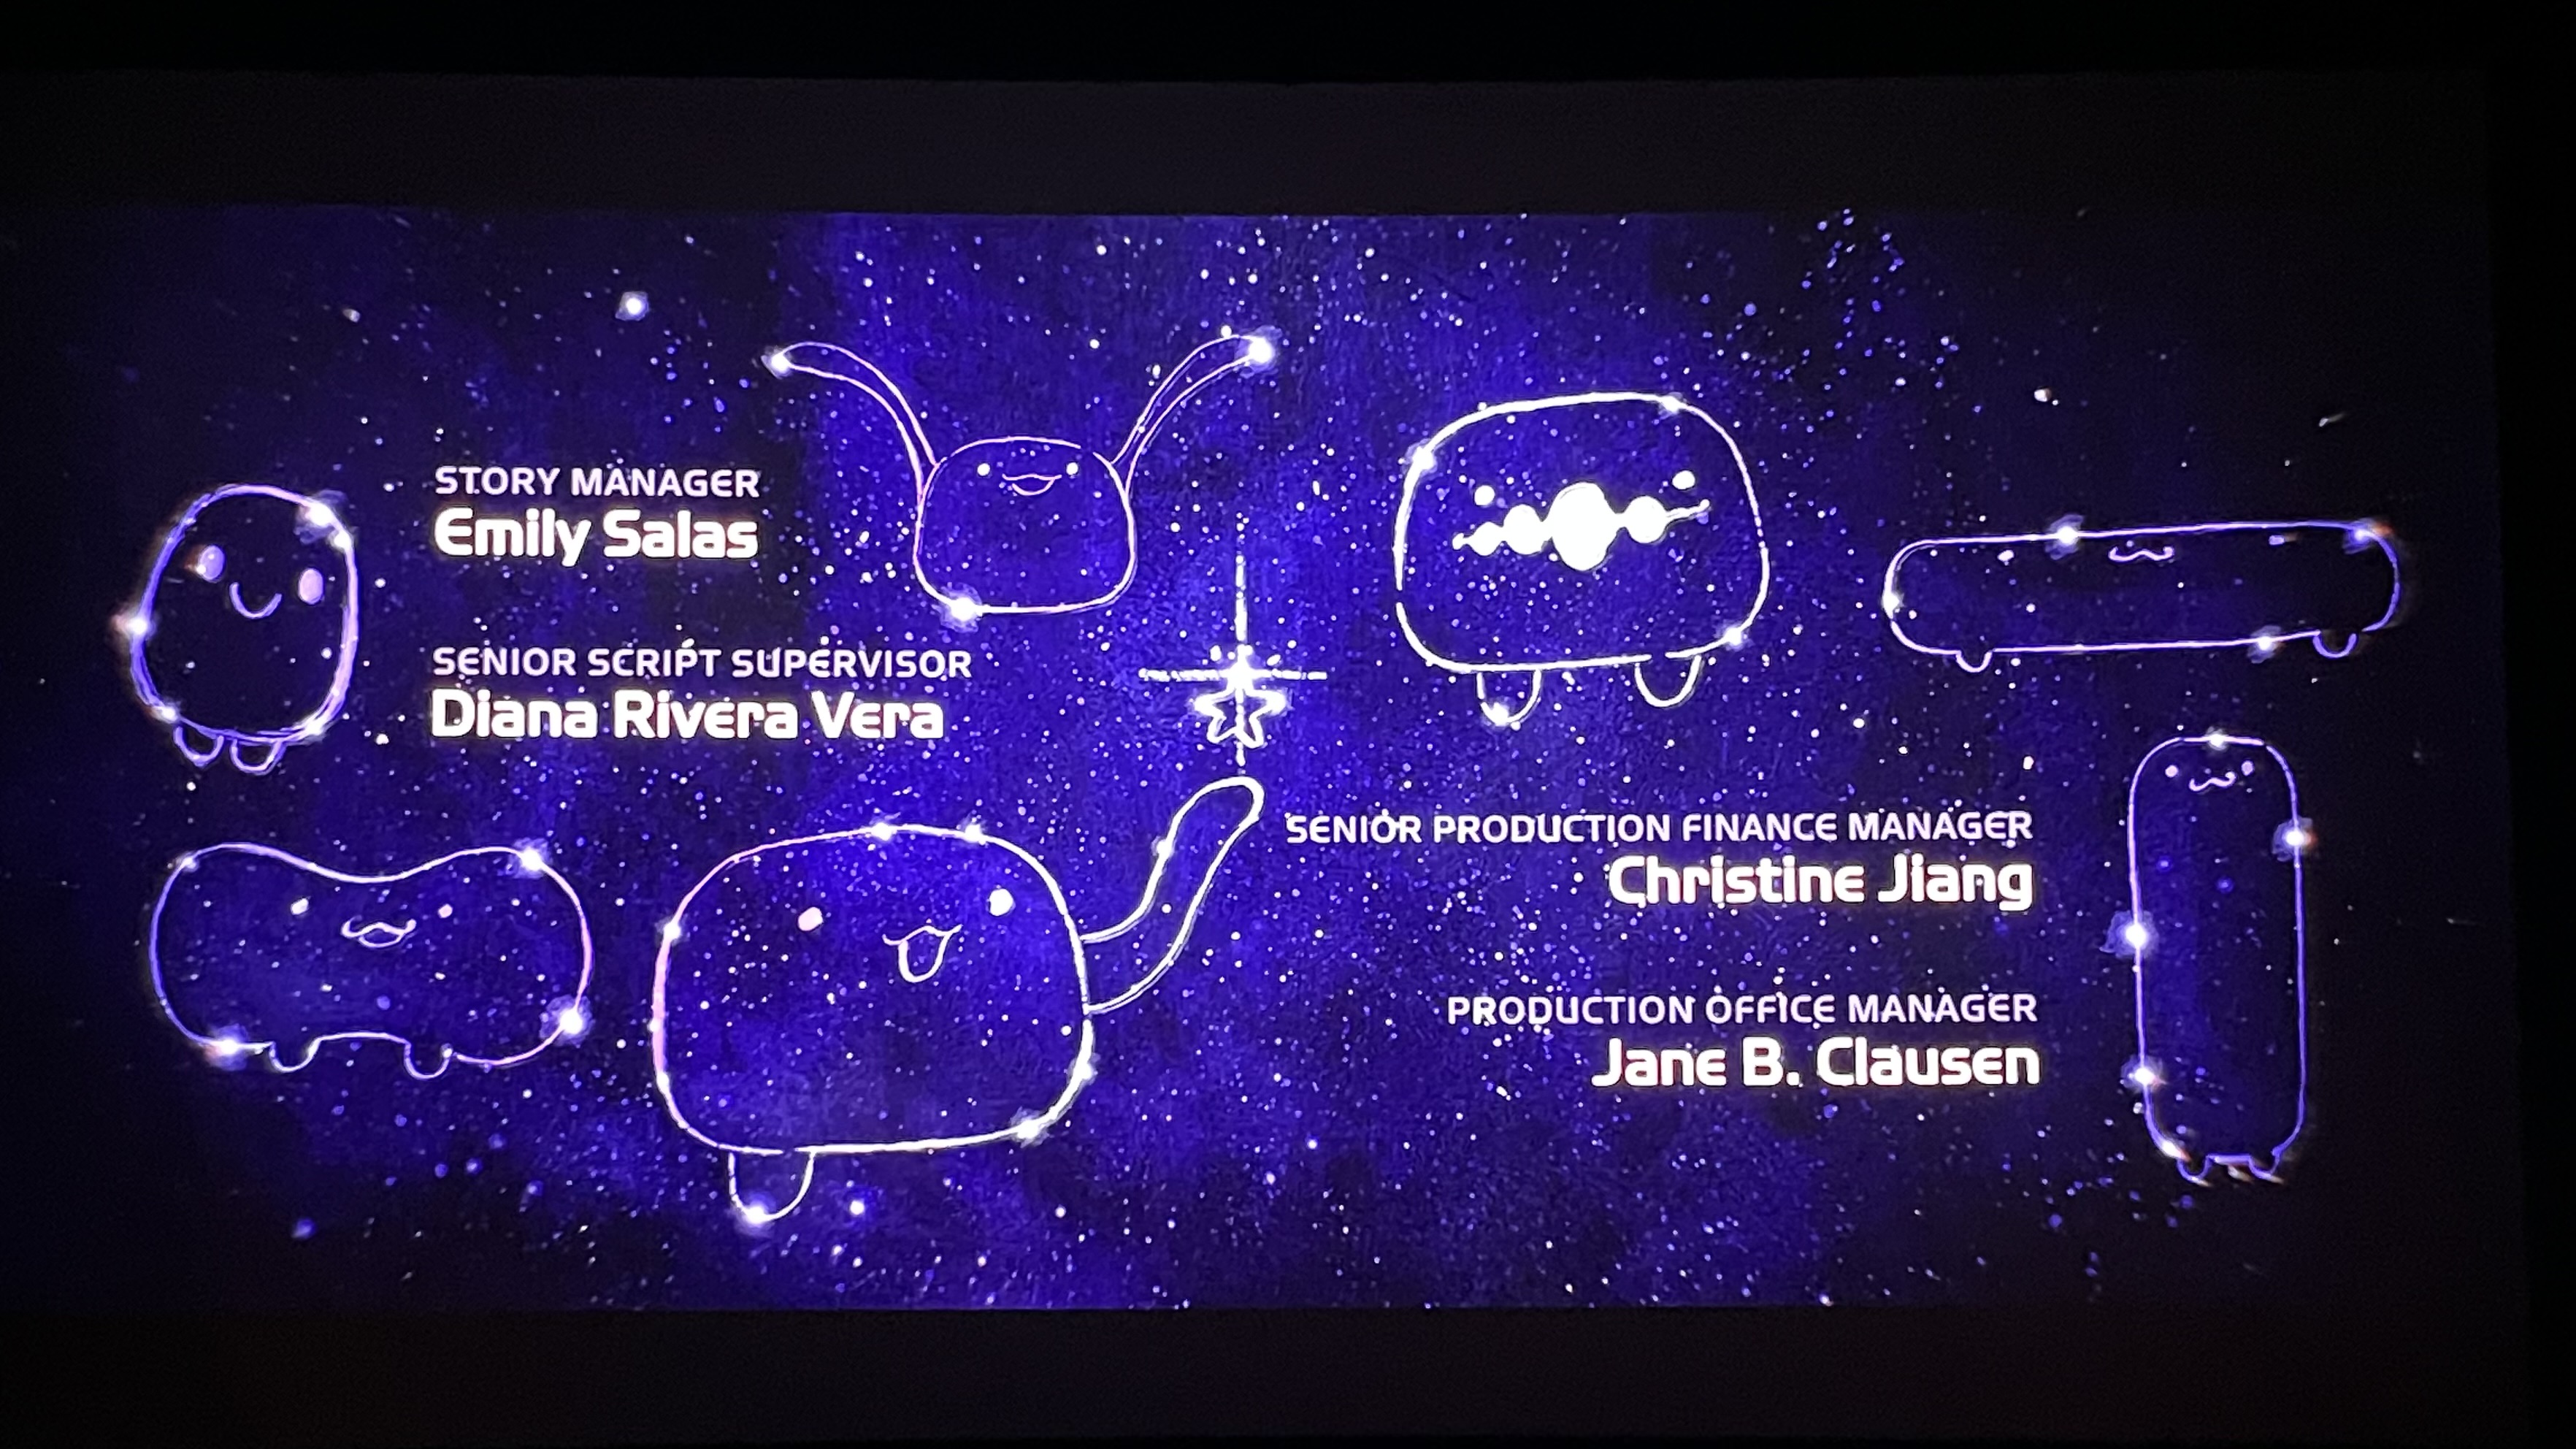 STORY MANAGER
Emily Salas
SENIOR SCRIPT SUPERVISOR
Diana Rivera Vera
SENIOR PRODUCTION FINANCE MANAGER
Christine Jiang
PRODUCTION OFFICE MANAGER
Jane B. Clausen